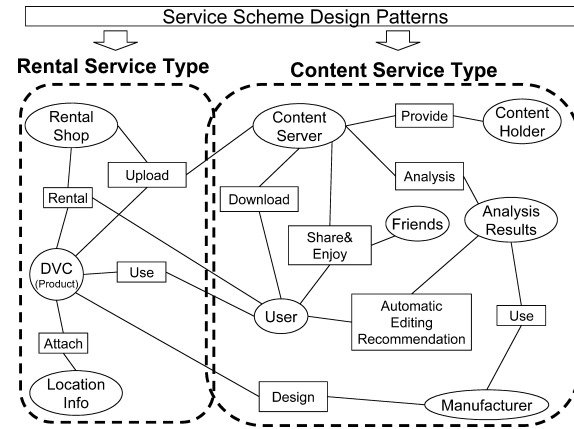 Service Scheme Design Patterns
Rental Service Type
Content Service Type
Rental
Shop
Content
Server
Provide
Content
Holder
Upload
Analysis
Rental
Download
Friends
Analysis
Results
Share&
Enjoy
DVC
(Product)
Use
User
Automatic
Editing
Recommendation
Use
Attach
Location
Info
Design
Manufacturer